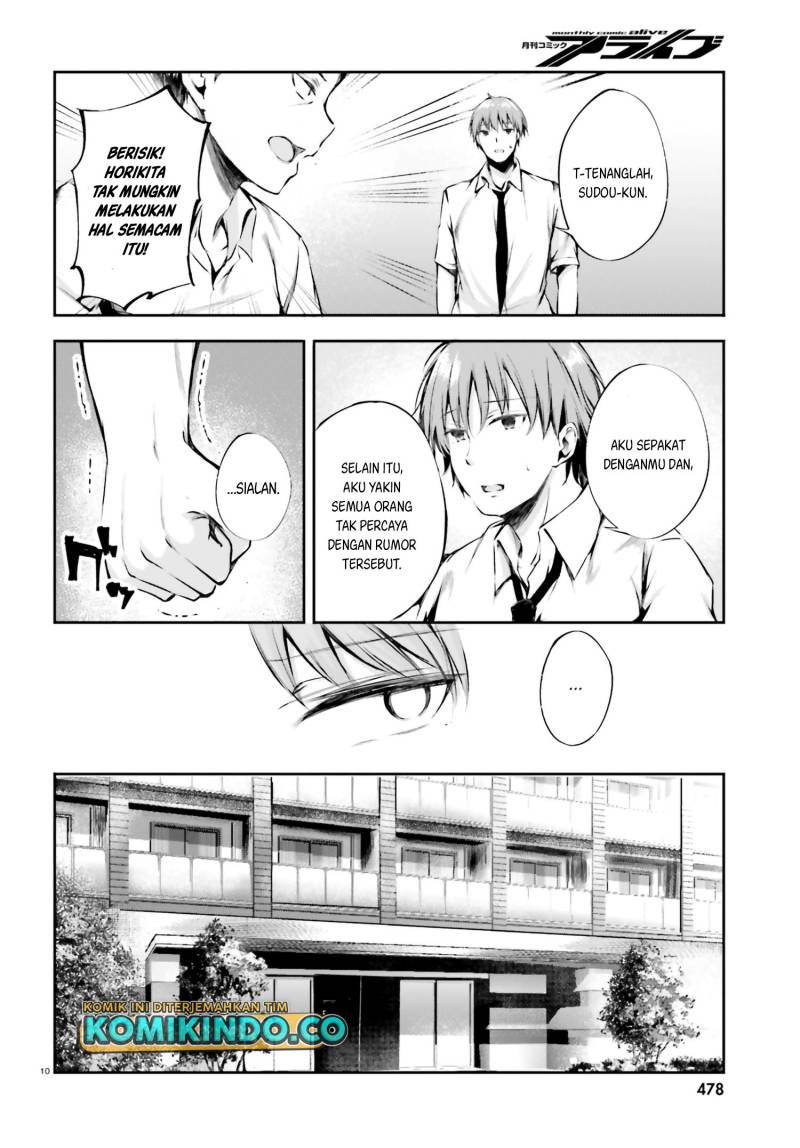 monthly comic alive
月刊コミック
アライブ
T-TENANGLAH,
SUDOU-KUN.
BERISIK!
HORIKITA
TAK MUNGKIN
MELAKUKAN
HAL SEMACAM
ITU!
AKU SEPAKAT
DENGANMU DAN,
SELAIN ITU,
AKU YAKIN
SEMUA ORANG
TAK PERCAYA
DENGAN RUMOR
TERSEBUT.
...SIALAN.
グッ
...
KOMIK INI DITERJEMAHKAN TIM
KOMIKINDO.CO
10
478